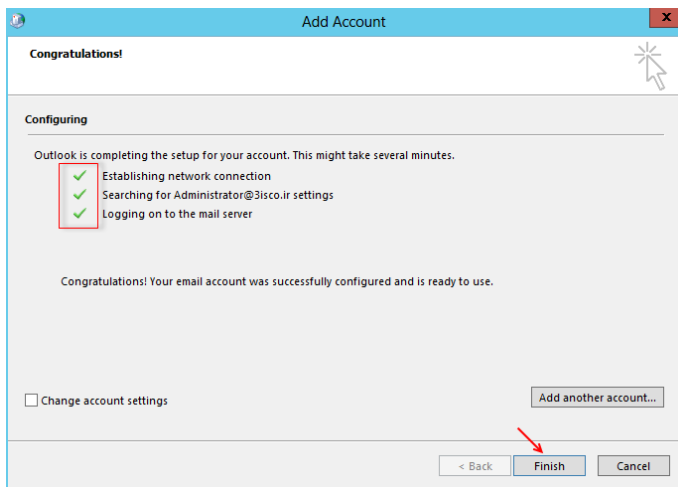 Add Account
x
Congratulations!
Configuring
Outlook is completing the setup for your account. This might take several minutes.
Establishing network connection
Searching for Administrator@3isco.ir settings
Logging on to the mail server
Congratulations! Your email account was successfully configured and is ready to use.
Change account settings
Add another account...
< Back
Finish
Cancel